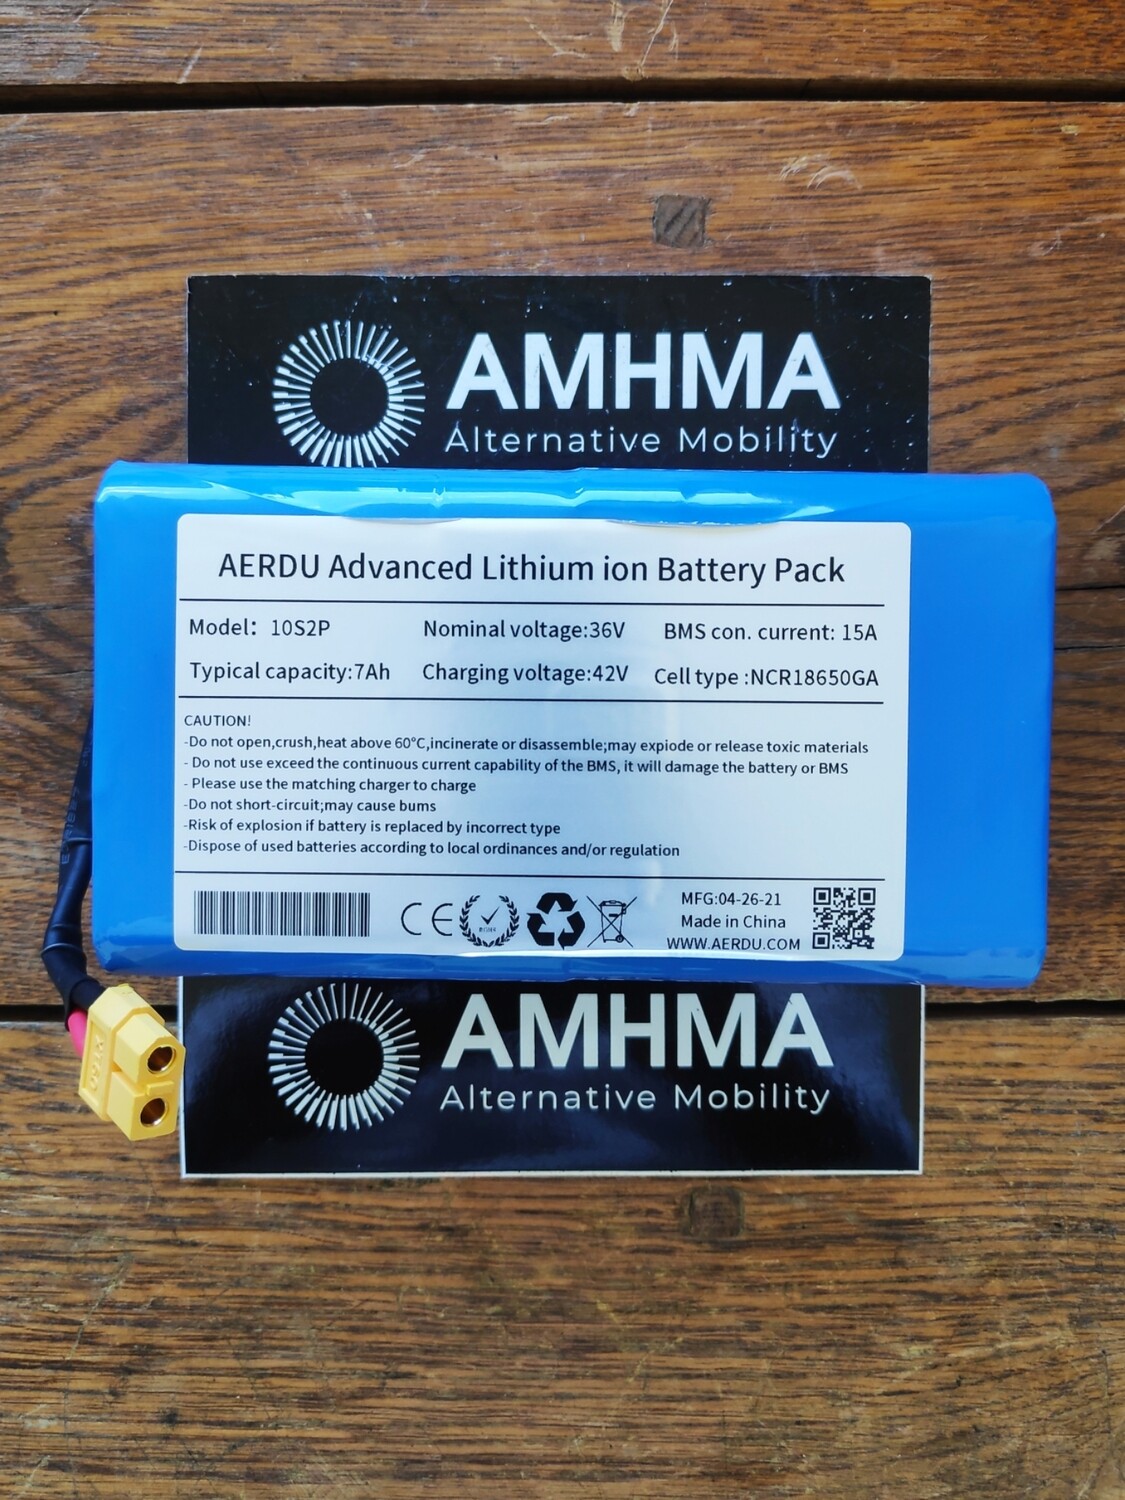 AMHMA
Alternative Mobility
AERDU Advanced Lithium ion Battery Pack
Model: 10S2P Nominal voltage:36V BMS con. current: 15A
Typical capacity:7Ah Charging voltage:42V Cell type :NCR18650GA
CAUTION!
-Do not open,crush,heat above 60°C,incinerate or disassemble;may expiode or release toxic materials
- Do not use exceed the continuous current capability of the BMS, it will damage the battery or BMS
- Please use the matching charger to charge
-Do not short-circuit;may cause bums
-Risk of explosion if battery is replaced by incorrect type
-Dispose of used batteries according to local ordinances and/or regulation
CE
MFG:04-26-21
Made in China
WWW.AERDU.COM
XT60
AMHMA
Alternative Mobility